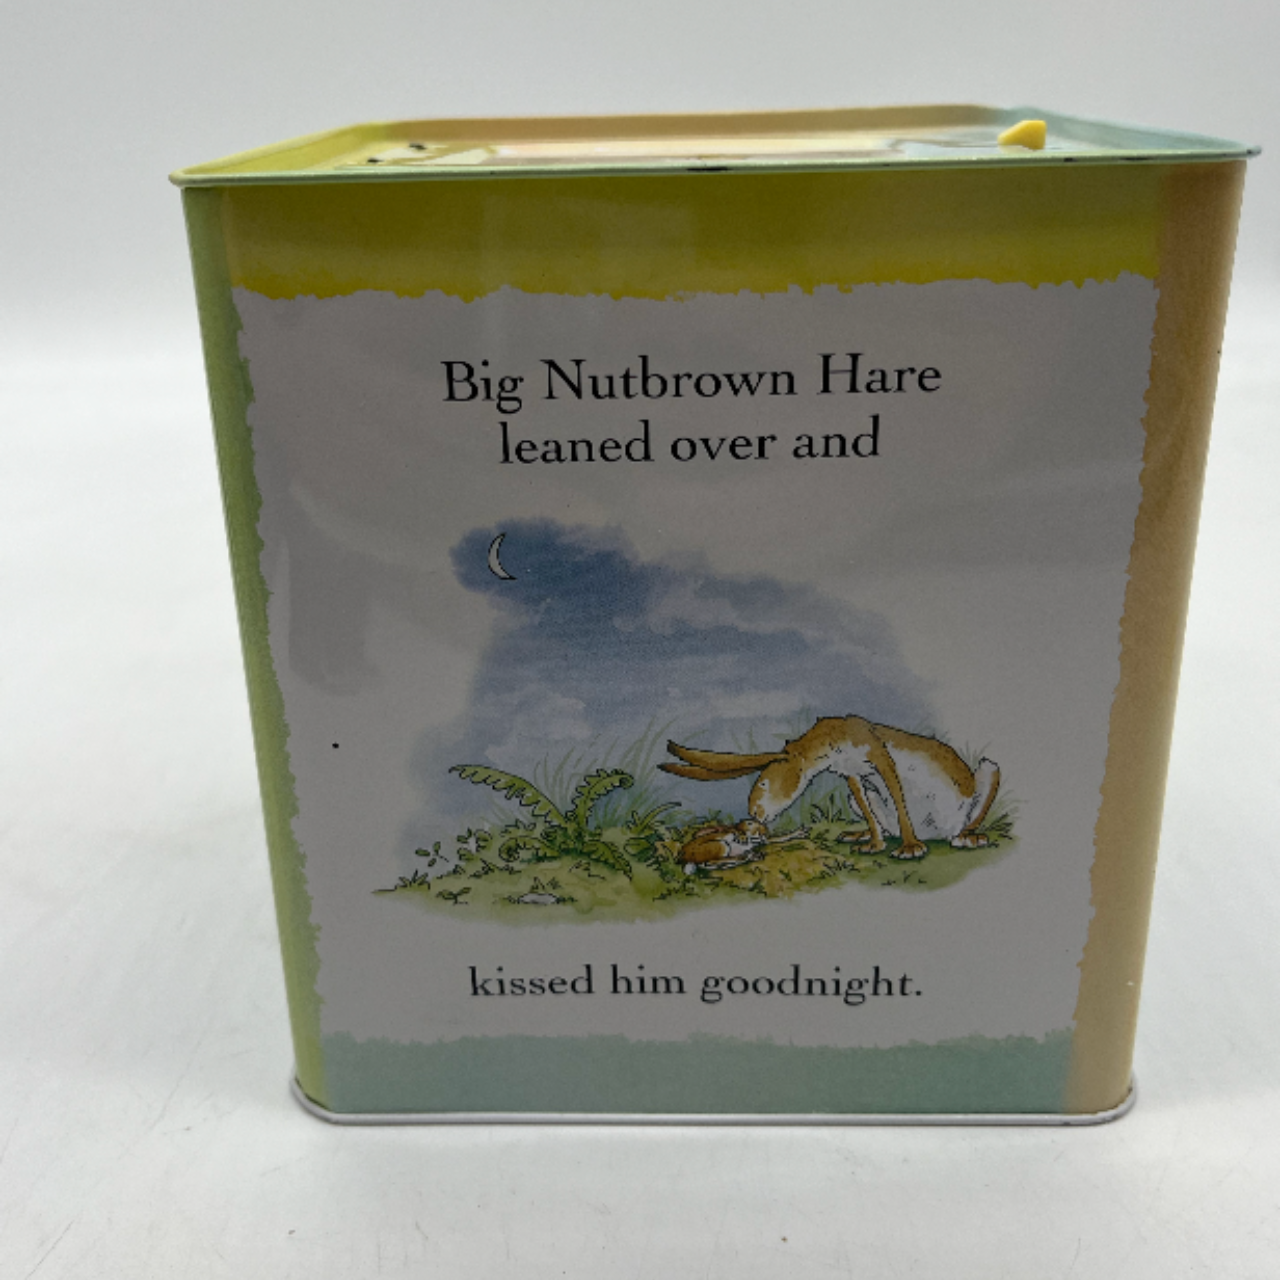 Big Nutbrown Hare
leaned over and
kissed him goodnight.